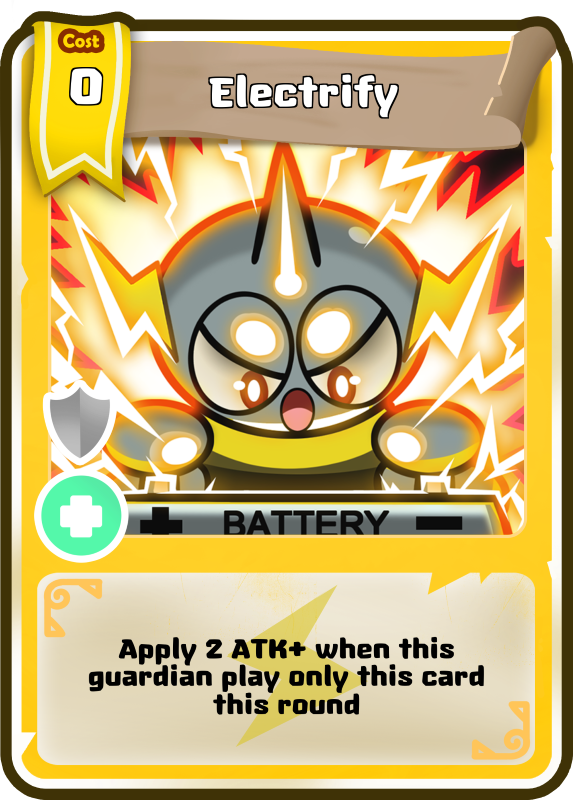 Cost
0
Electrify
BATTERY
Apply 2 ATK+ when this
guardian play only this card
this round